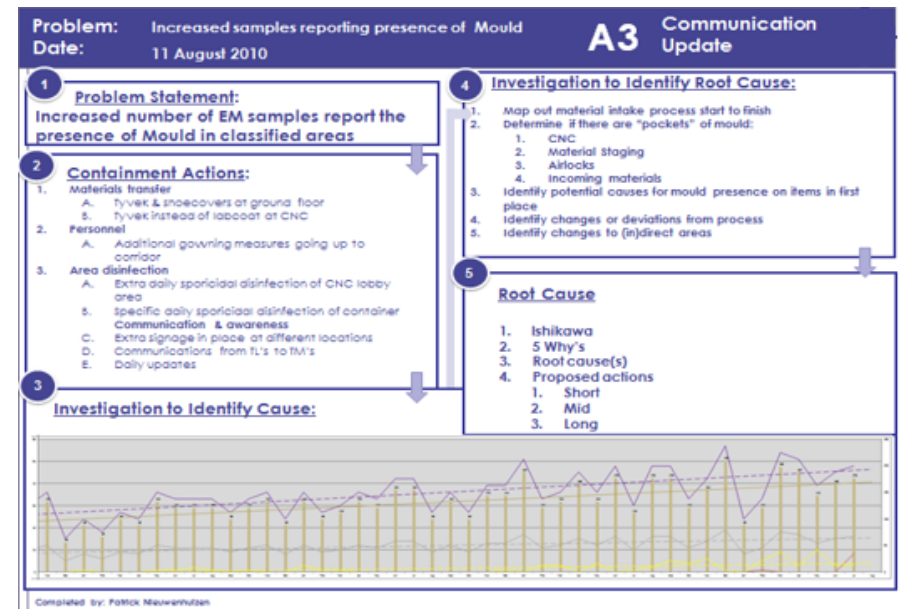 Problem: Increased samples reporting presence of Mould
Date: 11 August 2010
A3 Communication
Update
1
Problem Statement:
Increased number of EM samples report the
presence of Mould in classified areas
2
Containment Actions:
1. Materials transfer
A. Tyvek & shoecovers at ground floor
B. Tyvek instead of labcoat at CNC
2. Personnel
A. Additional gowning measures going up to
corridor
3. Area disinfection
A. Extra daily sporicidal disinfection of CNC lobby
area
B. Specific daily sporicidal disinfection of container
Communication & awareness
C. Extra signage in place at different locations
D. Communications from TL's to TM's
E. Daily updates
3
Investigation to Identify Cause:
4
Investigation to Identify Root Cause:
1. Map out material intake process start to finish
2. Determine if there are "pockets" of mould:
1. CNC
2. Material Staging
3. Airlocks
4. Incoming materials
3. Identify potential causes for mould presence on items in first
place
4. Identify changes or deviations from process
5. Identify changes to (in)direct areas
5
Root Cause
1. Ishikawa
2. 5 Why's
3. Root cause(s)
4. Proposed actions
1. Short
2. Mid
3. Long
Completed by: Patrick Nieuwenhuizen